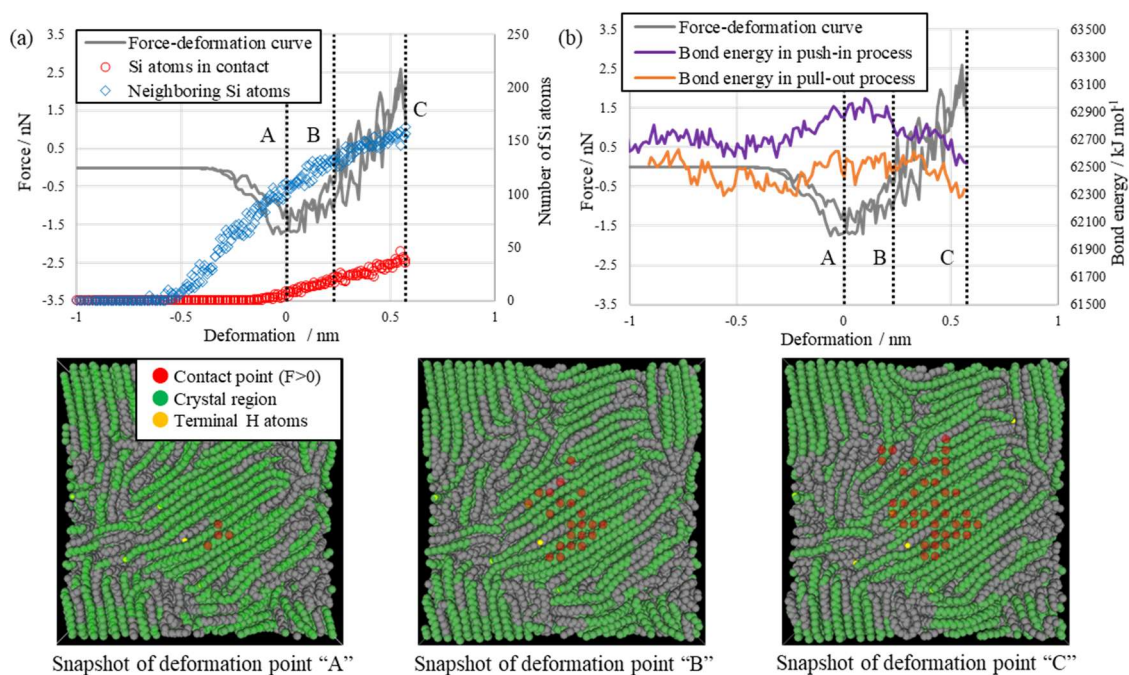 (a)
Force-deformation curve
Si atoms in contact
Neighboring Si atoms
A
B
C
3.5
2.5
1.5
0.5
-0.5
-1.5
-2.5
-3.5
Force / nN
250
200
150
100
50
0
Number of Si atoms
-1
-0.5
0
0.5
1
Deformation / nm
(b)
Force-deformation curve
Bond energy in push-in process
Bond energy in pull-out process
A
B
C
3.5
2.5
1.5
0.5
-0.5
-1.5
-2.5
-3.5
Force / nN
63500
63300
63100
62900
62700
62500
62300
62100
61900
61700
61500
Bond energy / kJ mol-1
-1
-0.5
0
0.5
1
Deformation / nm
Contact point (F>0)
Crystal region
Terminal H atoms
Snapshot of deformation point “A”
Snapshot of deformation point “B”
Snapshot of deformation point “C”